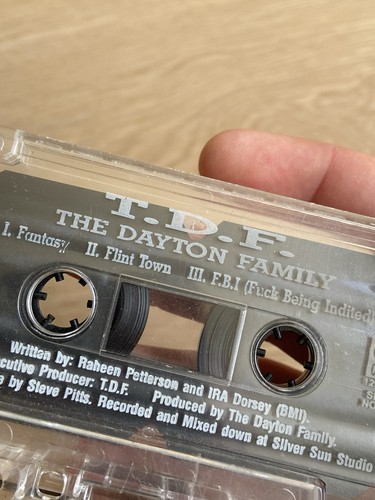 T.D.F.
THE DAYTON FAMILY
I. Fantasy II. Flint Town III. F.B.I (Fuck Being Indited)
Written by: Raheen Petterson and IRA Dorsey (BMI).
cutive Producer: T.D.F. Produced by The Dayton Family.
e by Steve Pitts. Recorded and Mixed down at Silver Sun Studio